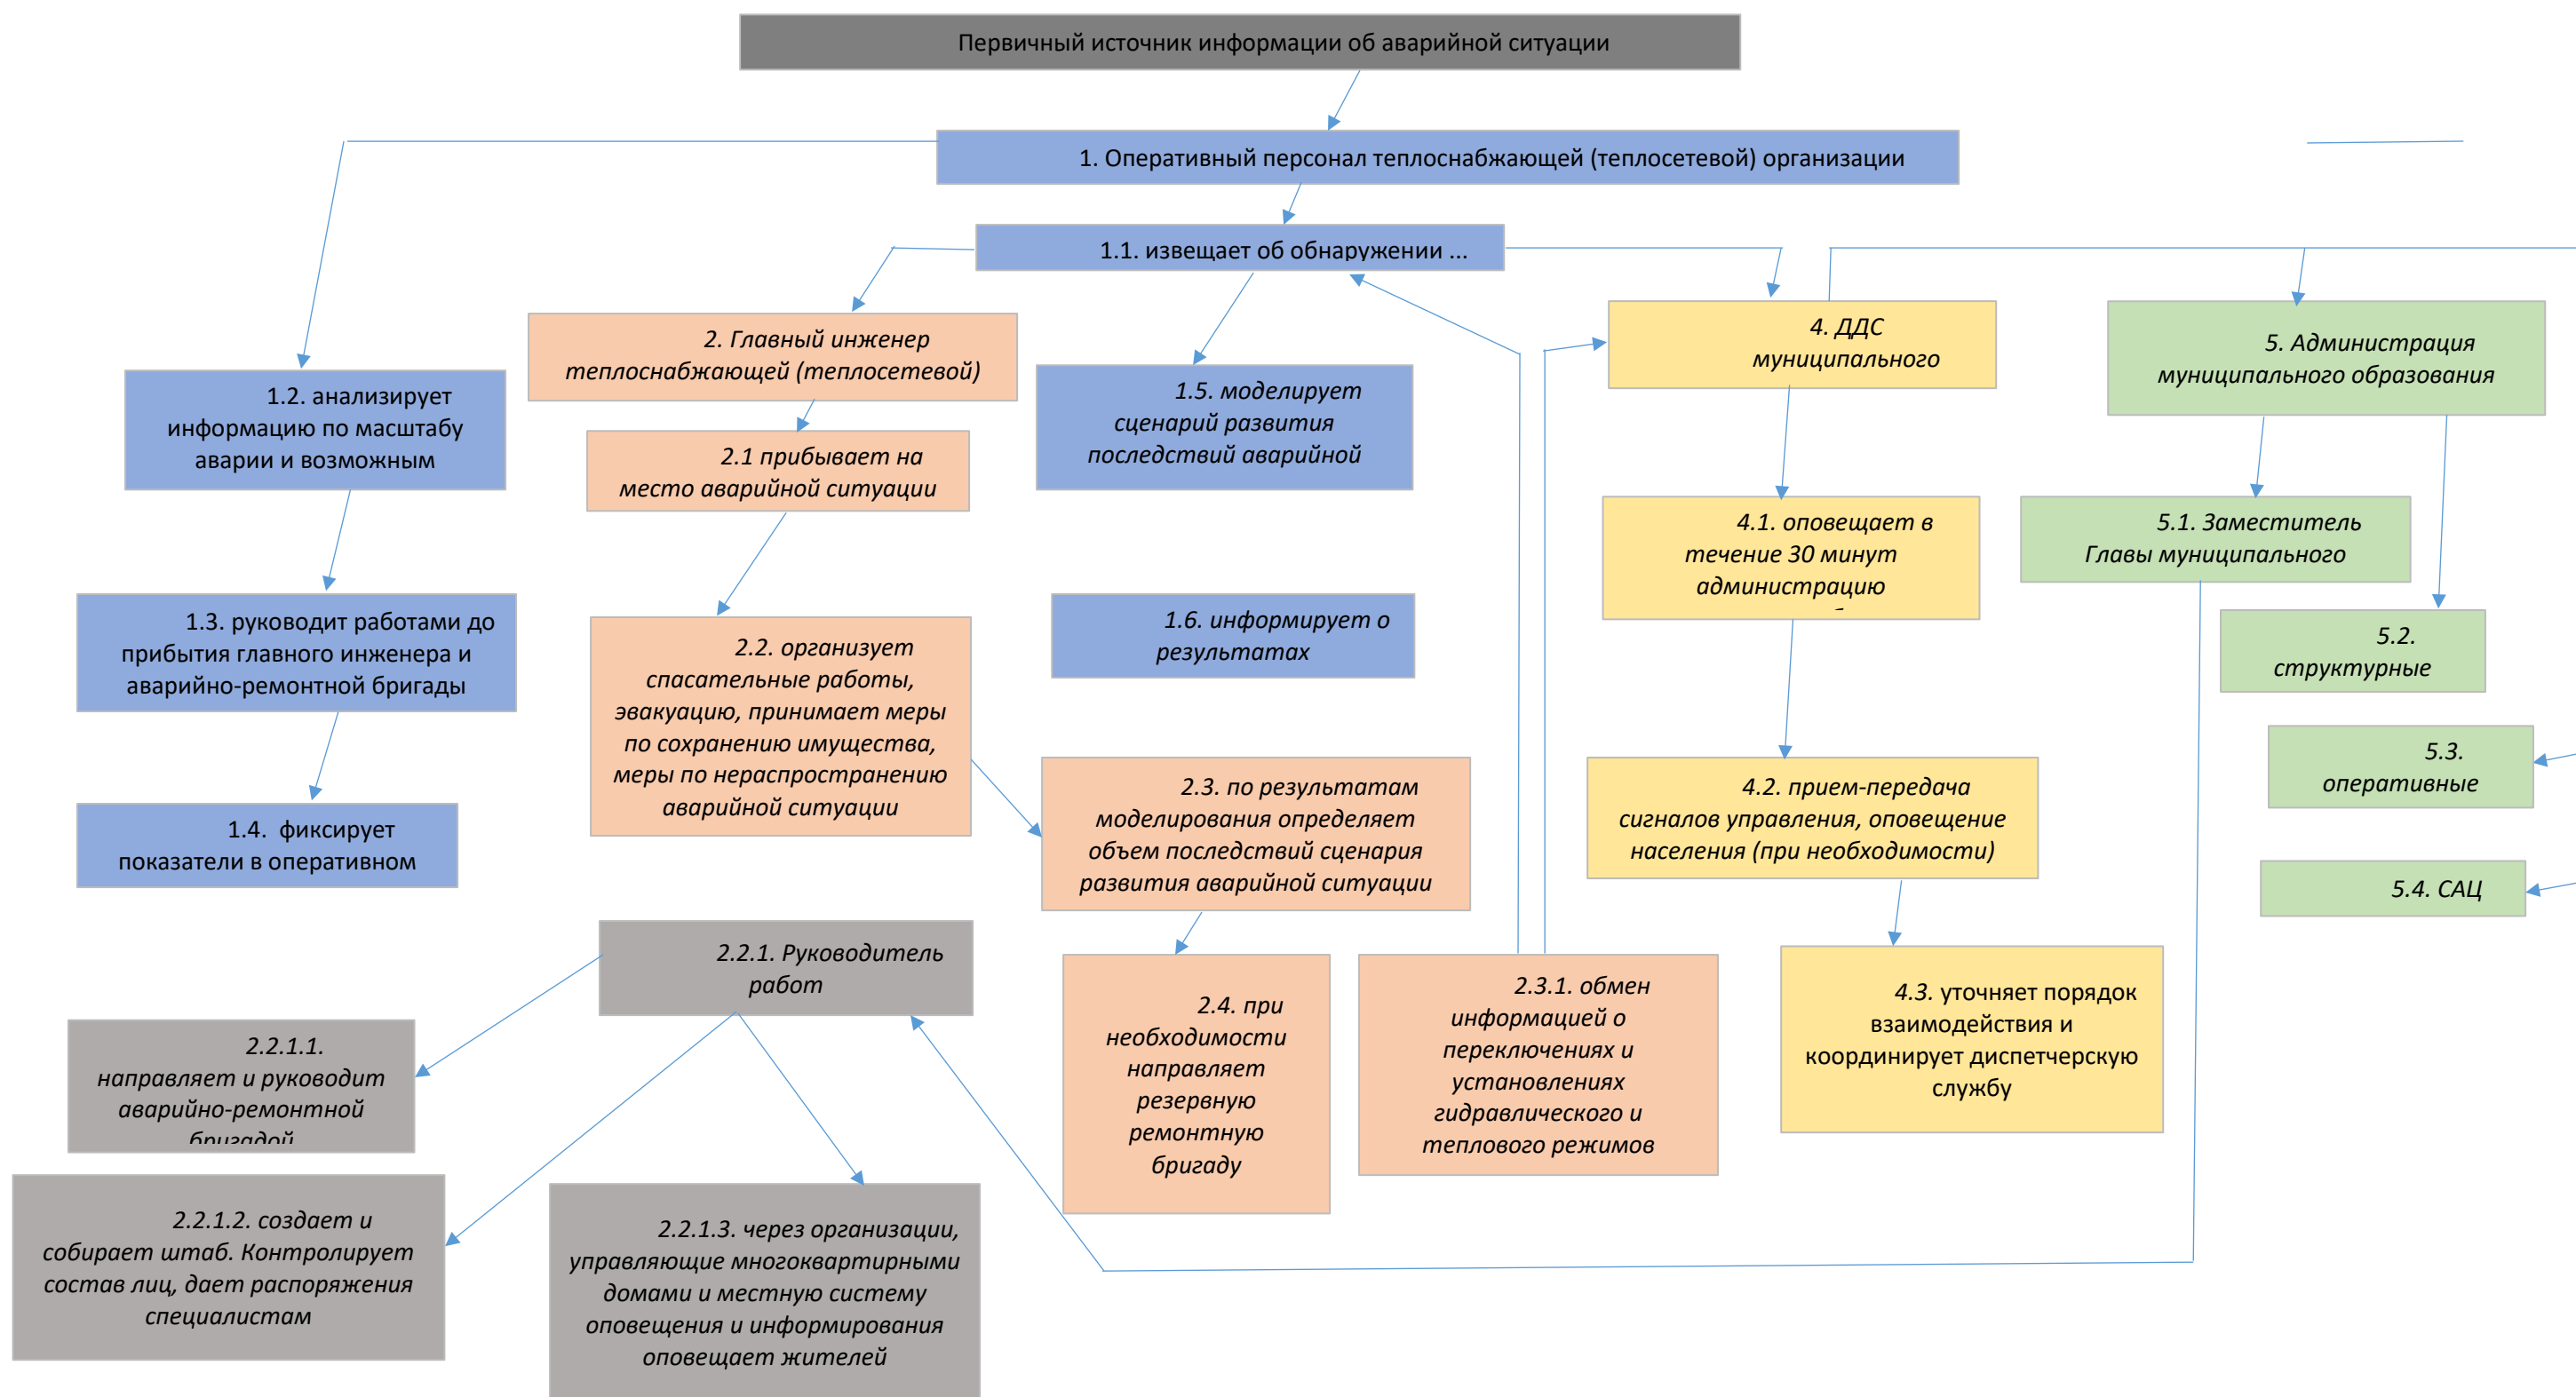 Первичный источник информации об аварийной ситуации
1. Оперативный персонал теплоснабжающей (теплосетевой) организации
1.1. извещает об обнаружении ...
1.2. анализирует
информацию по масштабу
аварии и возможным
1.3. руководит работами до
прибытия главного инженера и
аварийно-ремонтной бригады
1.4. фиксирует
показатели в оперативном
2. Главный инженер
теплоснабжающей (теплосетевой)
2.1 прибывает на
место аварийной ситуации
2.2. организует
спасательные работы,
эвакуацию, принимает меры
по сохранению имущества,
меры по нераспространению
аварийной ситуации
1.5. моделирует
сценарий развития
последствий аварийной
1.6. информирует о
результатах
2.3. по результатам
моделирования определяет
объем последствий сценария
развития аварийной ситуации
2.4. при
необходимости
направляет
резервную
ремонтную
бригаду
2.3.1. обмен
информацией о
переключениях и
установлениях
гидравлического и
теплового режимов
2.2.1. Руководитель
работ
2.2.1.1.
направляет и руководит
аварийно-ремонтной
бригадой
2.2.1.2. создает и
собирает штаб. Контролирует
состав лиц, дает распоряжения
специалистам
2.2.1.3. через организации,
управляющие многоквартирными
домами и местную систему
оповещения и информирования
оповещает жителей
4. ДДС
муниципального
4.1. оповещает в
течение 30 минут
администрацию
4.2. прием-передача
сигналов управления, оповещение
населения (при необходимости)
4.3. уточняет порядок
взаимодействия и
координирует диспетчерскую
службу
5. Администрация
муниципального образования
5.1. Заместитель
Главы муниципального
5.2.
структурные
5.3.
оперативные
5.4. САЦ